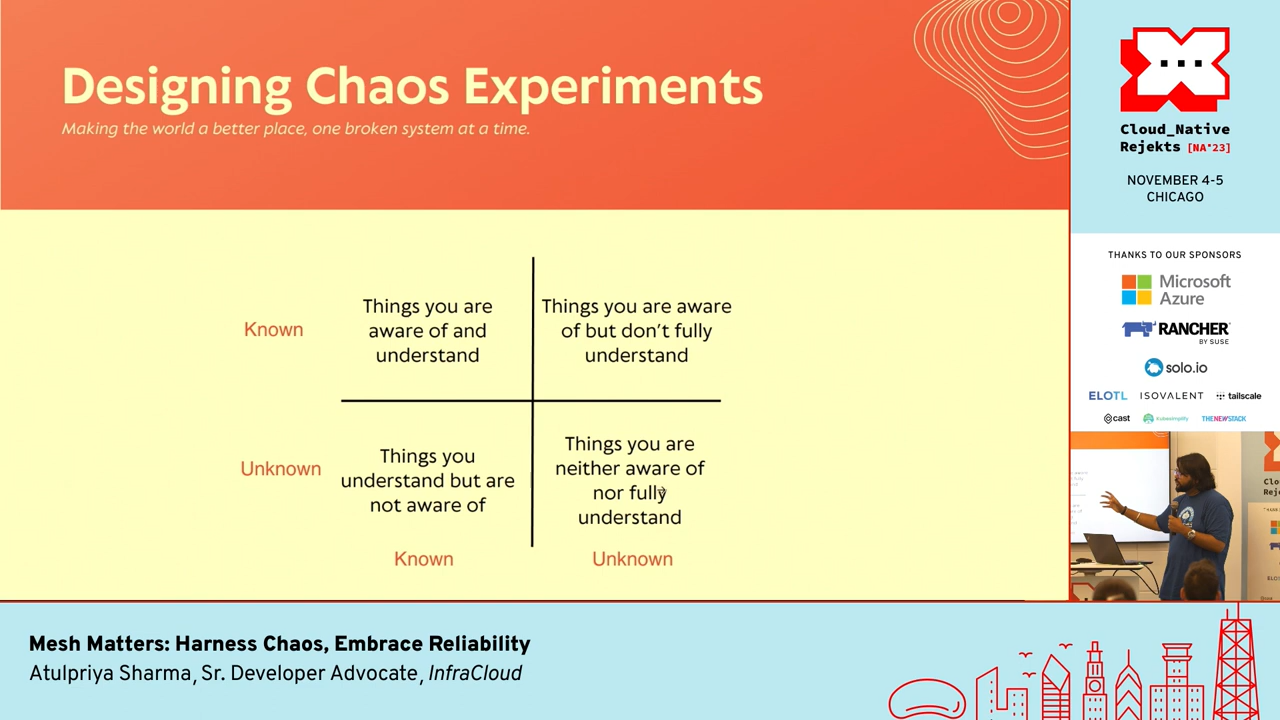 Designing Chaos Experiments
Making the world a better place, one broken system at a time.
Known
Things you are
aware of and
understand
Things you are aware
of but don't fully
understand
Unknown
Things you
understand but are
not aware of
Things you are
neither aware of
nor fully
understand
Known
Unknown
Cloud_Native
Rejekts [NA'23]
NOVEMBER 4-5
CHICAGO
THANKS TO OUR SPONSORS
Microsoft
Azure
RANCHER
BY SUSE
solo.io
ELOTL
ISOVALENT
tailscale
cast
kubesimplify
THENEWSTACK
Mesh Matters: Harness Chaos, Embrace Reliability
Atulpriya Sharma, Sr. Developer Advocate, InfraCloud